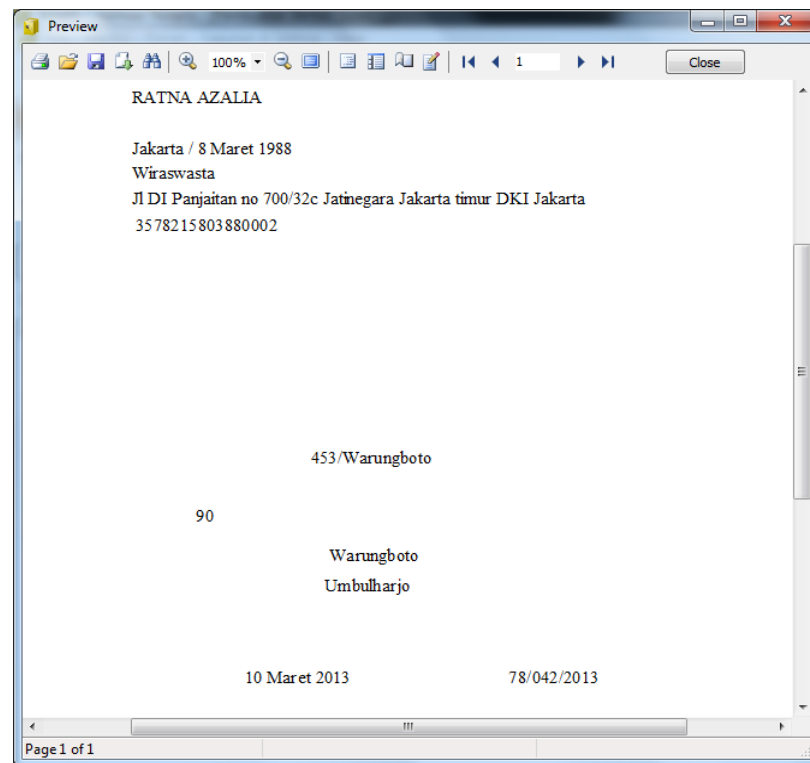 Preview
100% 1 Close
RATNA AZALIA
Jakarta / 8 Maret 1988
Wiraswasta
Jl DI Panjaitan no 700/32c Jatinegara Jakarta timur DKI Jakarta
3578215803880002
453/Warungboto
90
Warungboto
Umbulharjo
10 Maret 2013 78/042/2013
Page 1 of 1